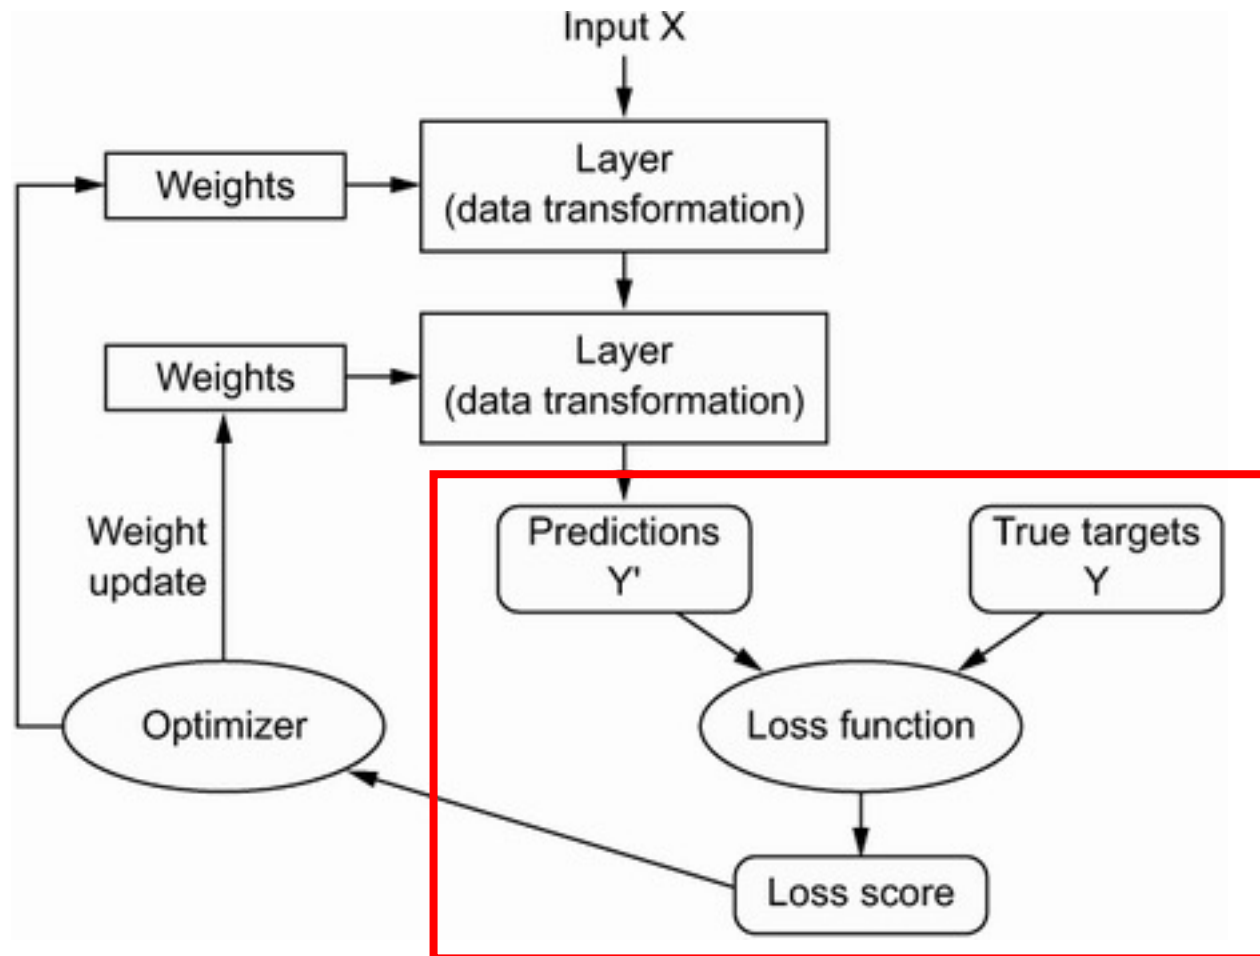 Input X
Weights
Layer
(data transformation)
Weights
Layer
(data transformation)
Weight
update
Predictions
Y'
True targets
Y
Optimizer
Loss function
Loss score